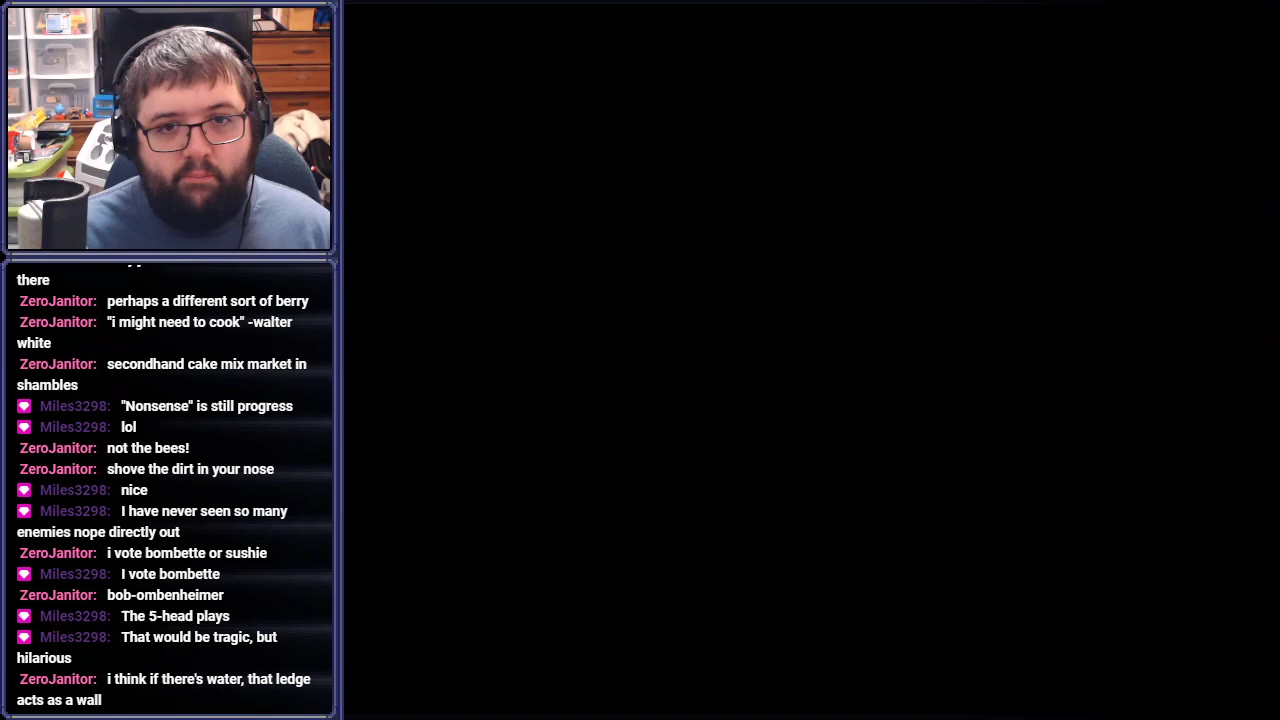 there
ZeroJanitor: perhaps a different sort of berry
ZeroJanitor: "i might need to cook" -walter
white
ZeroJanitor: secondhand cake mix market in
shambles
Miles3298: "Nonsense" is still progress
Miles3298: lol
ZeroJanitor: not the bees!
ZeroJanitor: shove the dirt in your nose
Miles3298: nice
Miles3298: I have never seen so many
enemies nope directly out
ZeroJanitor: i vote bombette or sushie
Miles3298: I vote bombette
ZeroJanitor: bob-ombenheimer
Miles3298: The 5-head plays
Miles3298: That would be tragic, but
hilarious
ZeroJanitor: i think if there's water, that ledge
acts as a wall